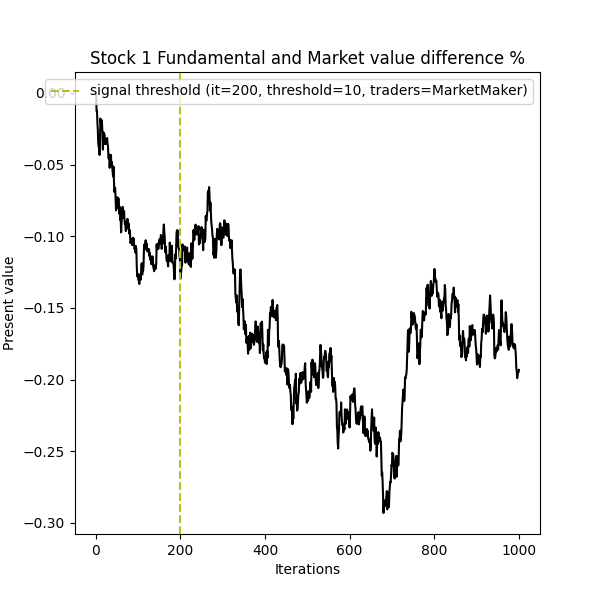 Stock 1 Fundamental and Market value difference %
signal threshold (it=200, threshold=10, traders=MarketMaker)
0.00
−0.05
−0.10
−0.15
−0.20
−0.25
−0.30
Present value
0 200 400 600 800 1000
Iterations